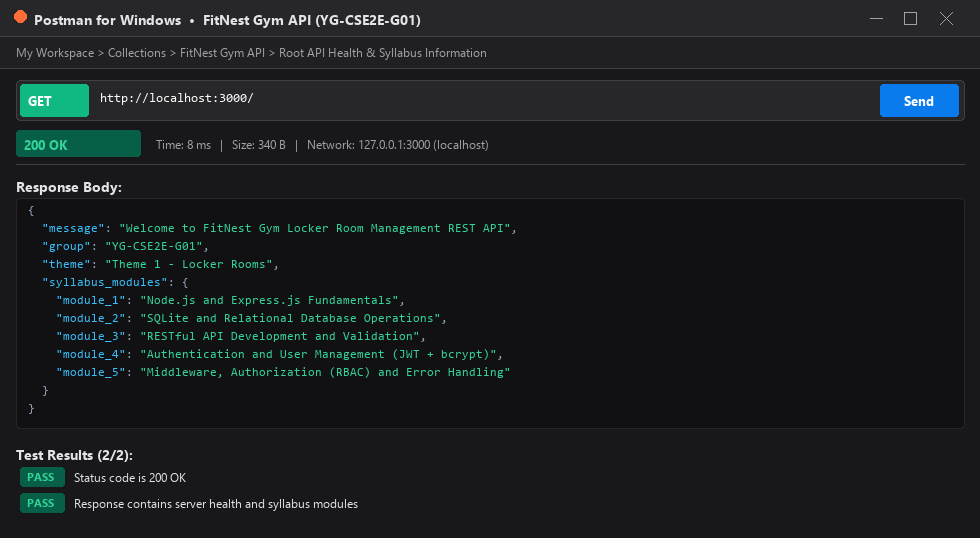 Postman for Windows • FitNest Gym API (YG-CSE2E-G01)
My Workspace > Collections > FitNest Gym API > Root API Health & Syllabus Information
GET http://localhost:3000/ Send
200 OK Time: 8 ms | Size: 340 B | Network: 127.0.0.1:3000 (localhost)
Response Body:
{
  "message": "Welcome to FitNest Gym Locker Room Management REST API",
  "group": "YG-CSE2E-G01",
  "theme": "Theme 1 - Locker Rooms",
  "syllabus_modules": {
    "module_1": "Node.js and Express.js Fundamentals",
    "module_2": "SQLite and Relational Database Operations",
    "module_3": "RESTful API Development and Validation",
    "module_4": "Authentication and User Management (JWT + bcrypt)",
    "module_5": "Middleware, Authorization (RBAC) and Error Handling"
  }
}
Test Results (2/2):
PASS Status code is 200 OK
PASS Response contains server health and syllabus modules